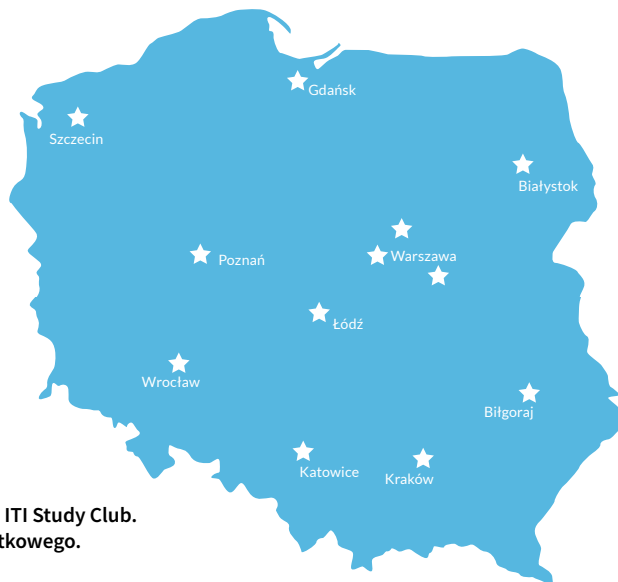 Gdańsk
Szczecin
Białystok
Warszawa
Poznań
Łódź
Wrocław
Biłgoraj
Katowice
Kraków
ITI Study Club.
tkowego.